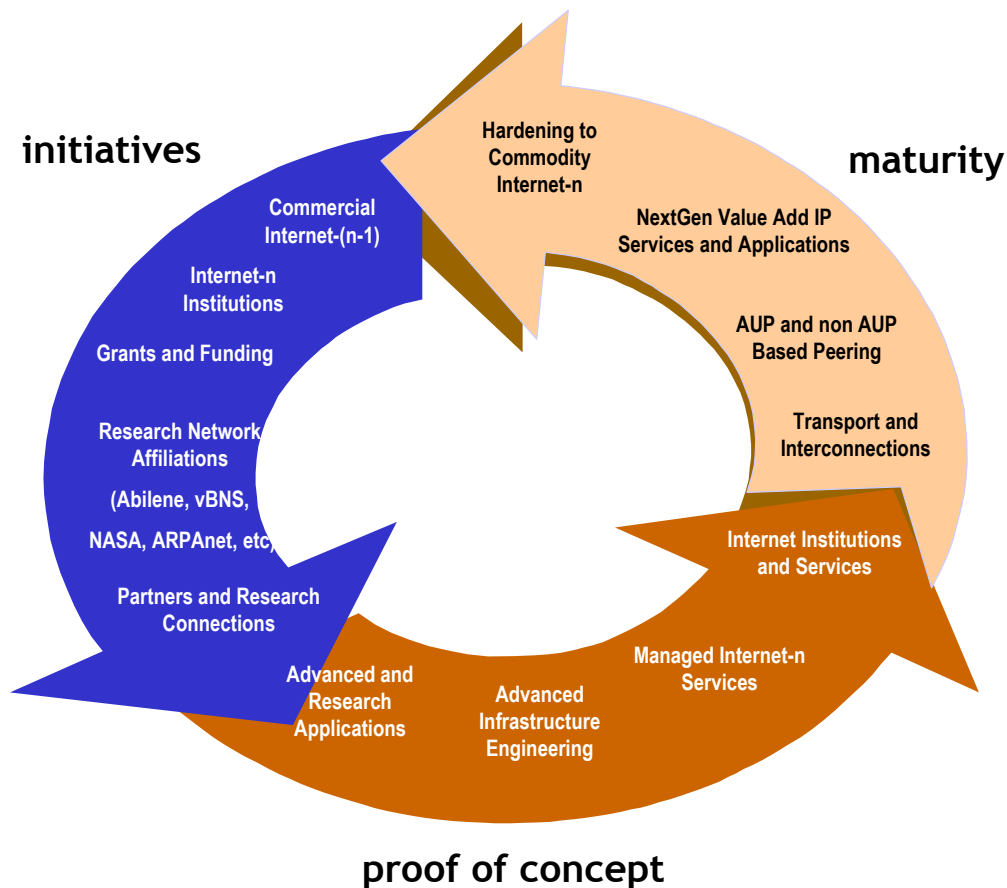 initiatives
Commercial
Internet-(n-1)
Internet-n
Institutions
Grants and Funding
Research Network
Affiliations
(Abilene, vBNS,
NASA, ARPAnet, etc)
Partners and Research
Connections
Advanced and
Research
Applications
Advanced
Infrastructure
Engineering
Managed Internet-n
Services
Internet Institutions
and Services
proof of concept
Transport and
Interconnections
AUP and non AUP
Based Peering
NextGen Value Add IP
Services and Applications
Hardening to
Commodity
Internet-n
maturity